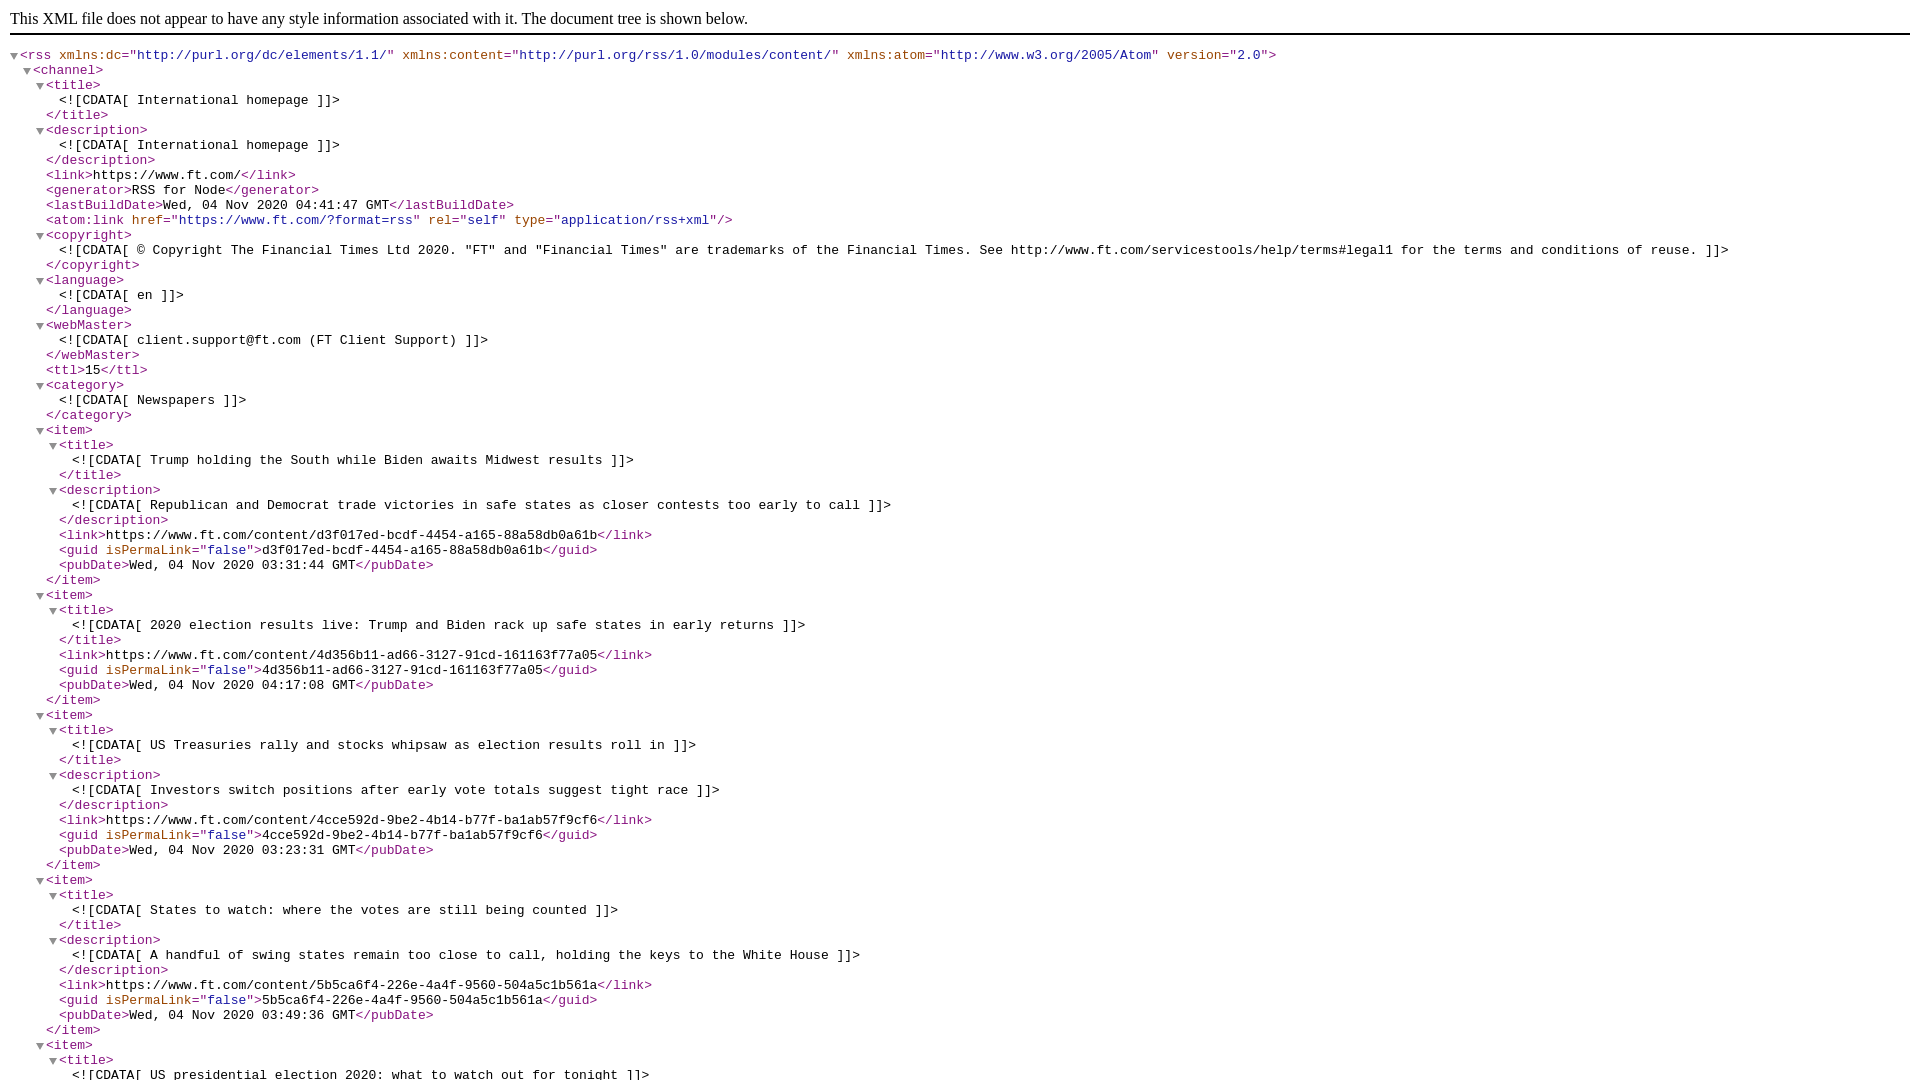 This XML file does not appear to have any style information associated with it. The document tree is shown below.
<rss xmlns:dc="http://purl.org/dc/elements/1.1/" xmlns:content="http://purl.org/rss/1.0/modules/content/" xmlns:atom="http://www.w3.org/2005/Atom" version="2.0">
<channel>
<title>
<![CDATA[ International homepage ]]>
</title>
<description>
<![CDATA[ International homepage ]]>
</description>
<link>https://www.ft.com/</link>
<generator>RSS for Node</generator>
<lastBuildDate>Wed, 04 Nov 2020 04:41:47 GMT</lastBuildDate>
<atom:link href="https://www.ft.com/?format=rss" rel="self" type="application/rss+xml"/>
<copyright>
<![CDATA[ © Copyright The Financial Times Ltd 2020. "FT" and "Financial Times" are trademarks of the Financial Times. See http://www.ft.com/servicestools/help/terms#legal1 for the terms and conditions of reuse. ]]>
</copyright>
<language>
<![CDATA[ en ]]>
</language>
<webMaster>
<![CDATA[ client.support@ft.com (FT Client Support) ]]>
</webMaster>
<ttl>15</ttl>
<category>
<![CDATA[ Newspapers ]]>
</category>
<item>
<title>
<![CDATA[ Trump holding the South while Biden awaits Midwest results ]]>
</title>
<description>
<![CDATA[ Republican and Democrat trade victories in safe states as closer contests too early to call ]]>
</description>
<link>https://www.ft.com/content/d3f017ed-bcdf-4454-a165-88a58db0a61b</link>
<guid isPermaLink="false">d3f017ed-bcdf-4454-a165-88a58db0a61b</guid>
<pubDate>Wed, 04 Nov 2020 03:31:44 GMT</pubDate>
</item>
<item>
<title>
<![CDATA[ 2020 election results live: Trump and Biden rack up safe states in early returns ]]>
</title>
<link>https://www.ft.com/content/4d356b11-ad66-3127-91cd-161163f77a05</link>
<guid isPermaLink="false">4d356b11-ad66-3127-91cd-161163f77a05</guid>
<pubDate>Wed, 04 Nov 2020 04:17:08 GMT</pubDate>
</item>
<item>
<title>
<![CDATA[ US Treasuries rally and stocks whipsaw as election results roll in ]]>
</title>
<description>
<![CDATA[ Investors switch positions after early vote totals suggest tight race ]]>
</description>
<link>https://www.ft.com/content/4cce592d-9be2-4b14-b77f-ba1ab57f9cf6</link>
<guid isPermaLink="false">4cce592d-9be2-4b14-b77f-ba1ab57f9cf6</guid>
<pubDate>Wed, 04 Nov 2020 03:23:31 GMT</pubDate>
</item>
<item>
<title>
<![CDATA[ States to watch: where the votes are still being counted ]]>
</title>
<description>
<![CDATA[ A handful of swing states remain too close to call, holding the keys to the White House ]]>
</description>
<link>https://www.ft.com/content/5b5ca6f4-226e-4a4f-9560-504a5c1b561a</link>
<guid isPermaLink="false">5b5ca6f4-226e-4a4f-9560-504a5c1b561a</guid>
<pubDate>Wed, 04 Nov 2020 03:49:36 GMT</pubDate>
</item>
<item>
<title>
<![CDATA[ US presidential election 2020: what to watch out for tonight ]]>